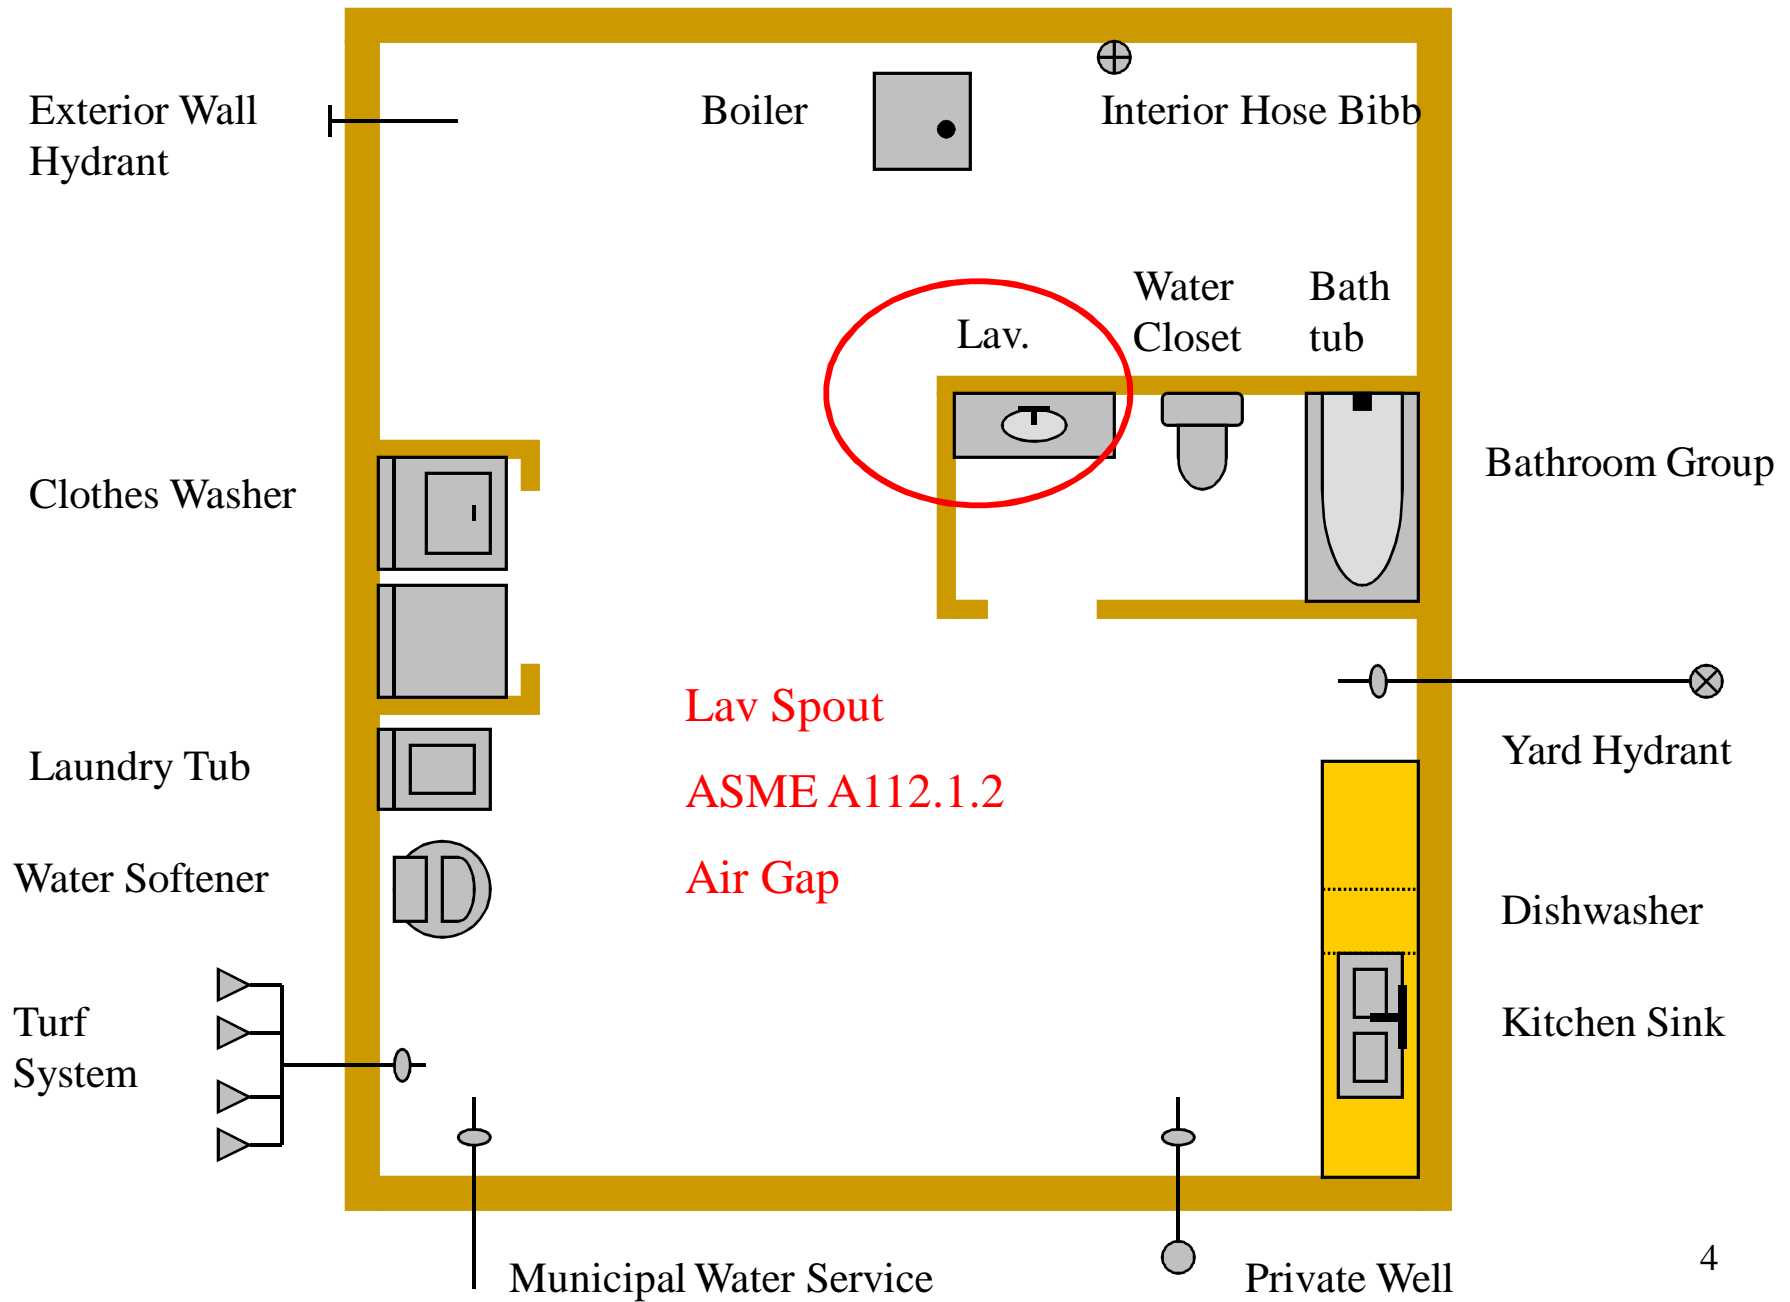 Exterior Wall
Hydrant
Boiler
Interior Hose Bibb
Water
Closet
Bath
tub
Lav.
Bathroom Group
Clothes Washer
Lav Spout
ASME A112.1.2
Air Gap
Yard Hydrant
Laundry Tub
Water Softener
Dishwasher
Turf
System
Kitchen Sink
Municipal Water Service
Private Well
4